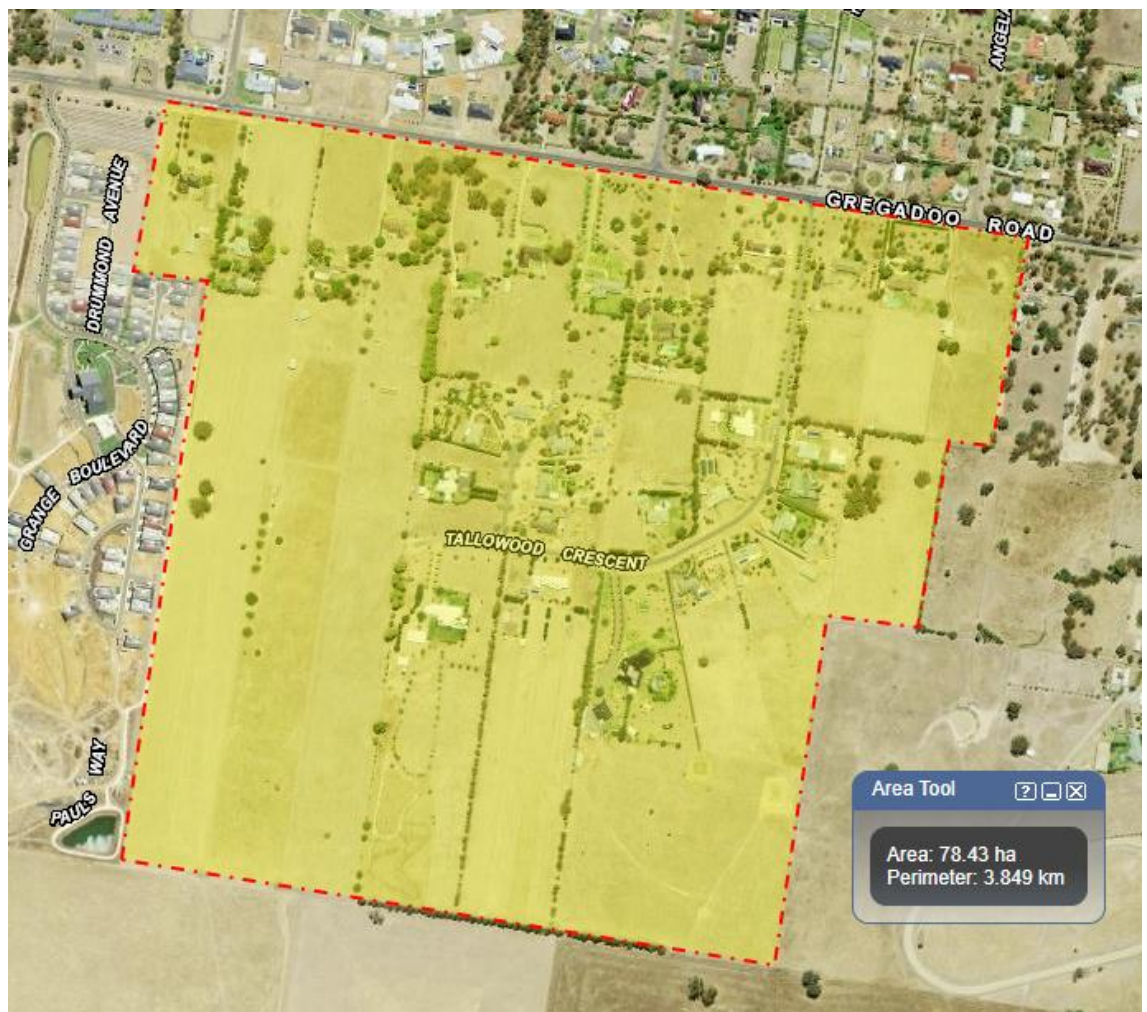 ANGELA
DRUMMOND AVENUE
GREGADOO ROAD
GRANGE BOULEVARD
TALLOWOOD CRESCENT
PAULS WAY
Area Tool
?
Area: 78.43 ha
Perimeter: 3.849 km